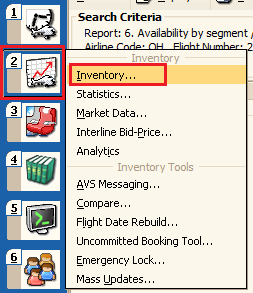 1
Search Criteria
Report: 6. Availability by segment /
Airline Code: OH Flight Number: 2
2
Inventory
Inventory...
Statistics...
3
Market Data...
Interline Bid-Price...
4
Analytics
Inventory Tools
AVS Messaging...
5
Compare...
Flight Date Rebuild...
Uncommitted Booking Tool...
6
Emergency Lock...
Mass Updates...